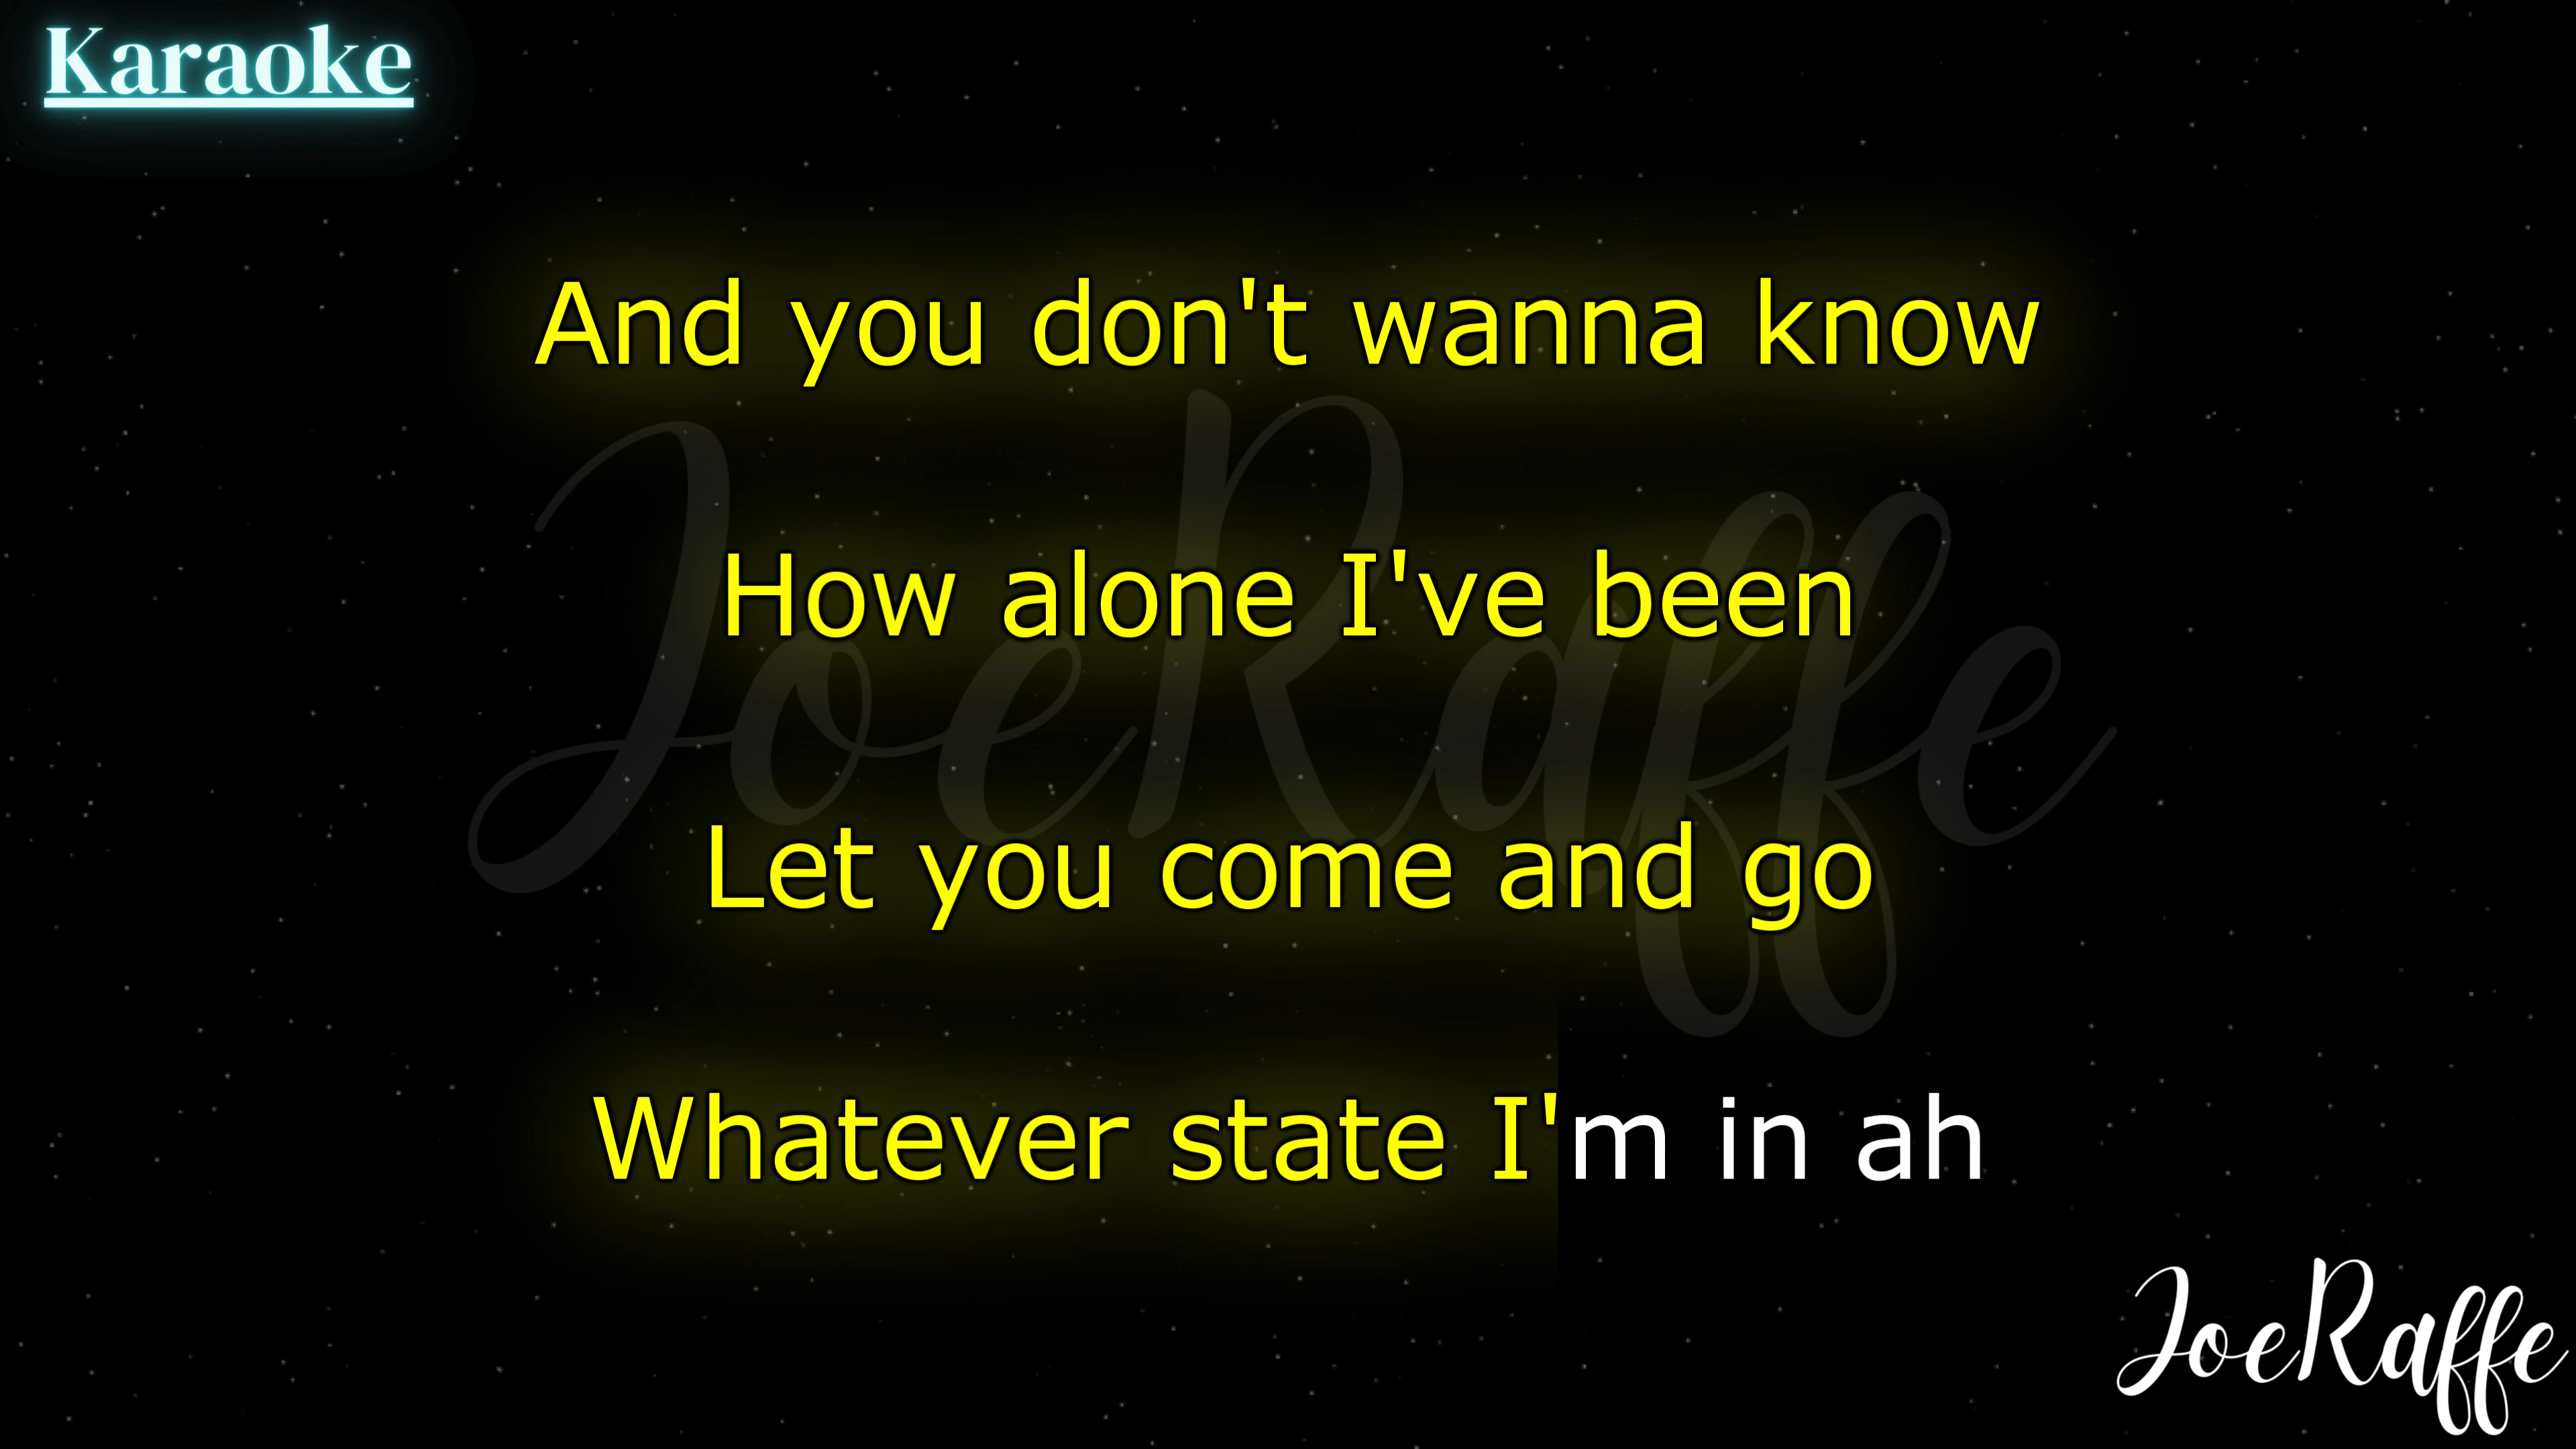 Karaoke
And you don't wanna know
How alone I've been
Let you come and go
Whatever state I'm in ah
JoeRaffe
JoeRaffe